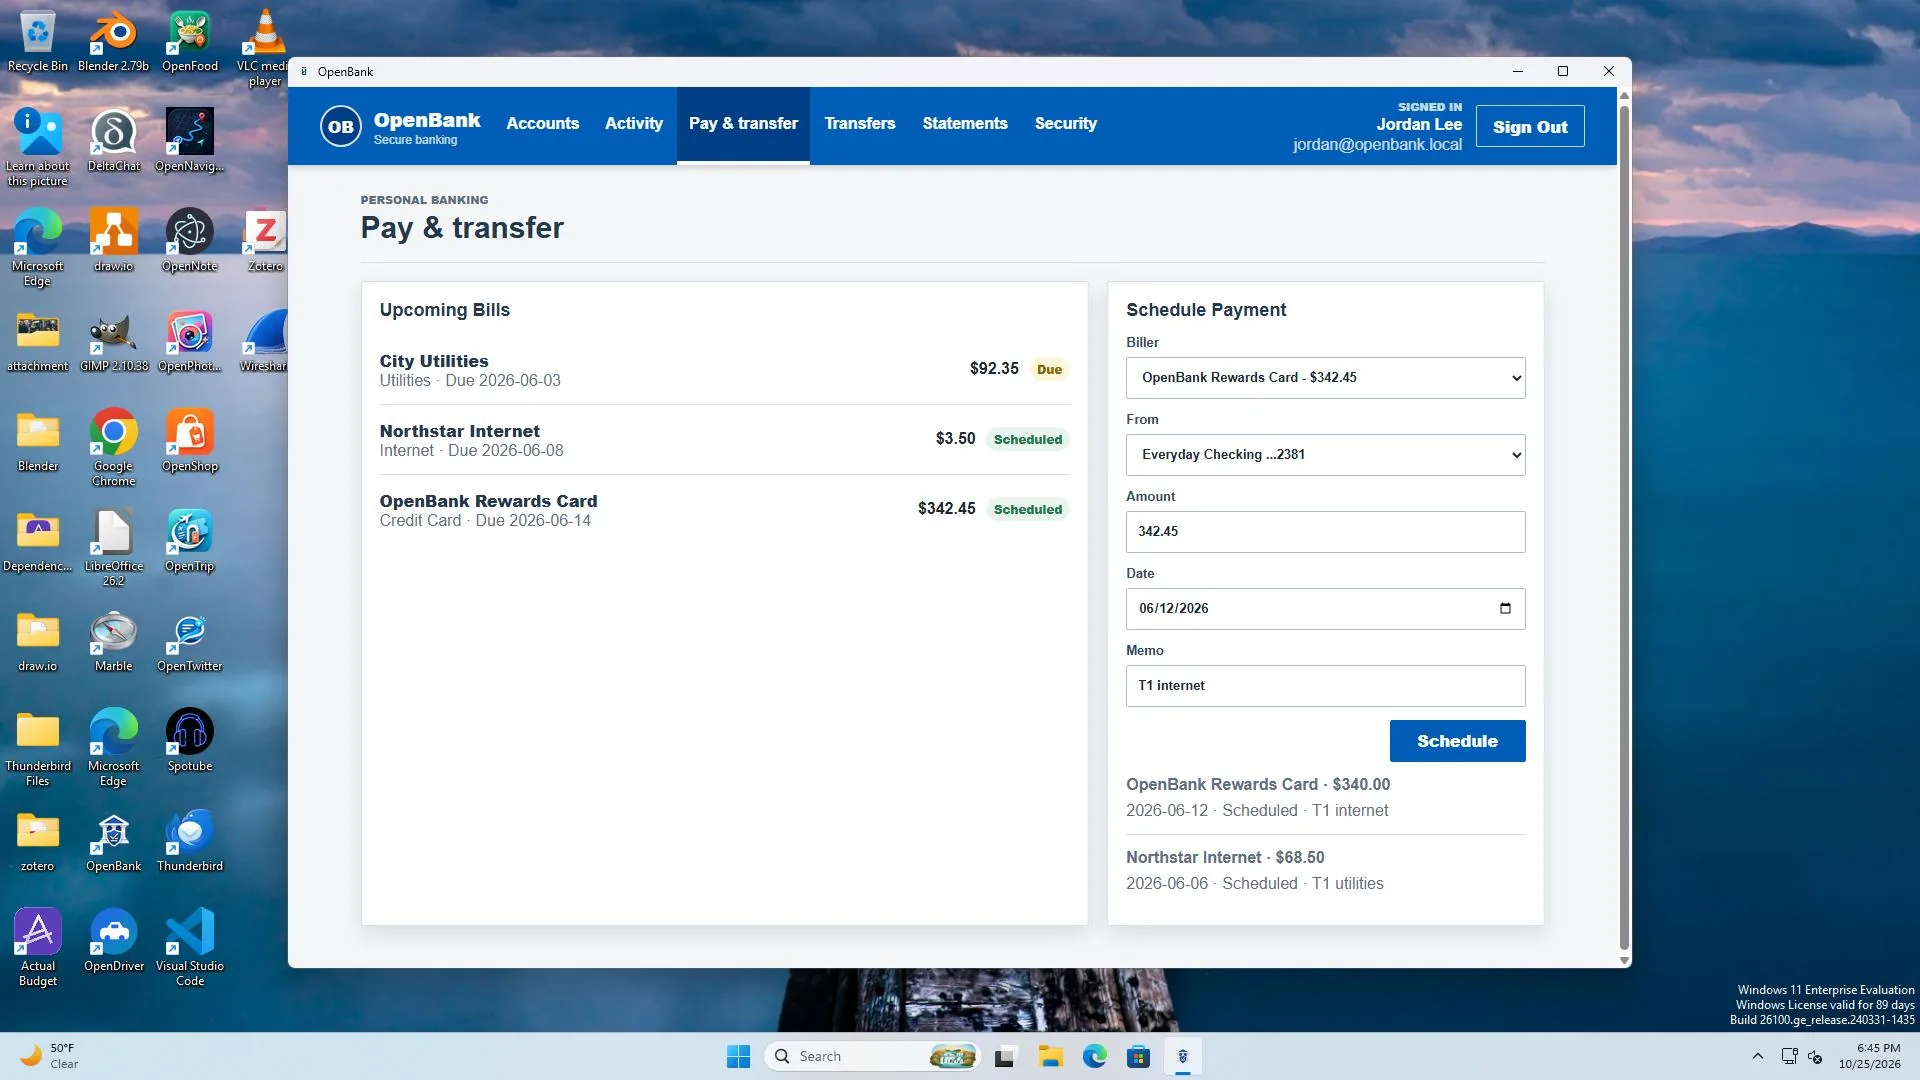 Recycle Bin
Blender 2.79b
OpenFood
VLC medi
player
Learn about
this picture
DeltaChat
OpenNavig...
Microsoft
Edge
draw.io
OpenNote
Zotero
attachment
GIMP 2.10.38
OpenPhot...
Wireshar
Blender
Google
Chrome
OpenShop
Dependenc...
LibreOffice
26.2
OpenTrip
draw.io
Marble
OpenTwitter
Thunderbird
Files
Microsoft
Edge
Spotube
zotero
OpenBank
Thunderbird
Actual
Budget
OpenDriver
Visual Studio
Code
OpenBank
OB
OpenBank
Secure banking
Accounts
Activity
Pay & transfer
Transfers
Statements
Security
SIGNED IN
Jordan Lee
jordan@openbank.local
Sign Out
PERSONAL BANKING
Pay & transfer
Upcoming Bills
City Utilities
Utilities · Due 2026-06-03
$92.35
Due
Northstar Internet
Internet · Due 2026-06-08
$3.50
Scheduled
OpenBank Rewards Card
Credit Card · Due 2026-06-14
$342.45
Scheduled
Schedule Payment
Biller
OpenBank Rewards Card - $342.45
From
Everyday Checking ...2381
Amount
342.45
Date
06/12/2026
Memo
T1 internet
Schedule
OpenBank Rewards Card · $340.00
2026-06-12 · Scheduled · T1 internet
Northstar Internet · $68.50
2026-06-06 · Scheduled · T1 utilities
Windows 11 Enterprise Evaluation
Windows License valid for 89 days
Build 26100.ge_release.240331-1435
50°F
Clear
Search
6:45 PM
10/25/2026